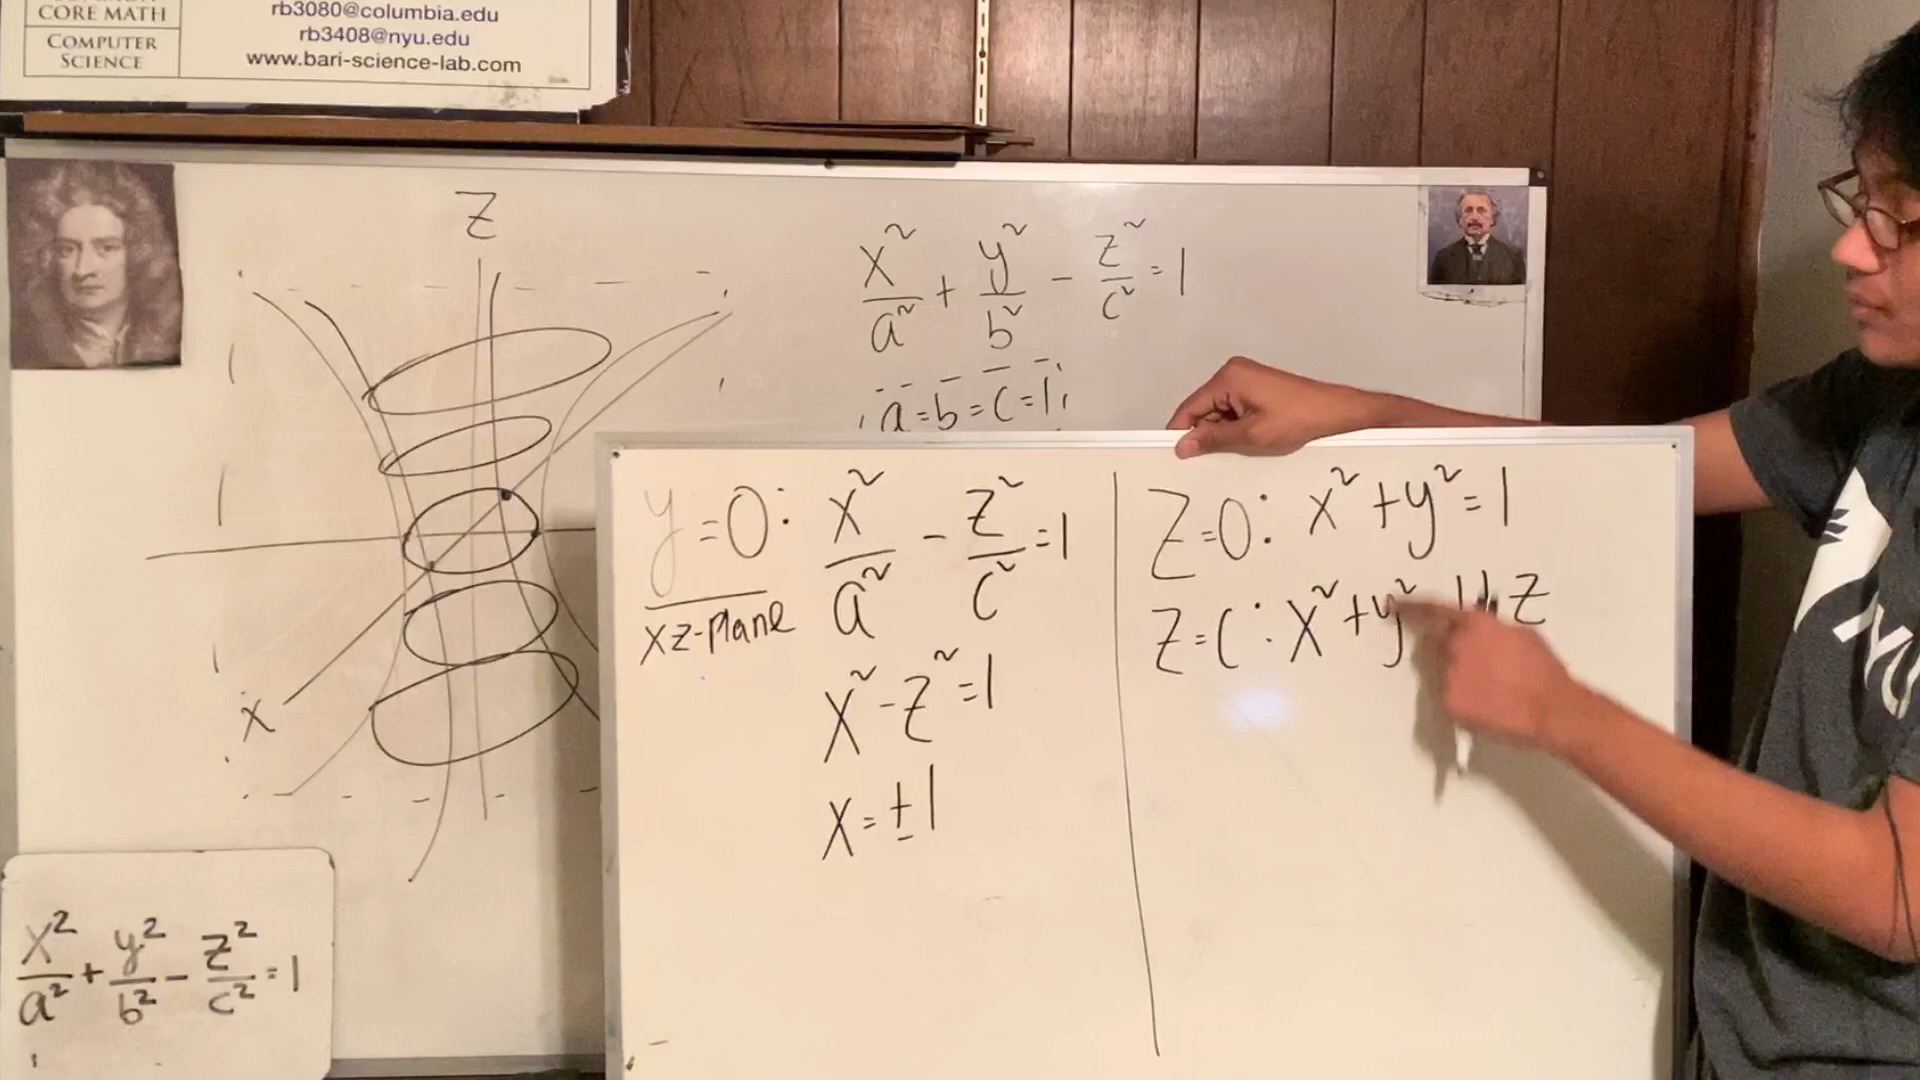 CORE MATH
COMPUTER
SCIENCE
rb3080@columbia.edu
rb3408@nyu.edu
www.bari-science-lab.com
Z
x²/a² + y²/b² - z²/c² = 1
a=b=c=1
X
y=0: x²/a² - z²/c² = 1
xz-plane
x²-z²=1
x=±1
Z=0: x²+y²=1
Z=C: x²+y²
Z
x²/a² + y²/b² - z²/c² = 1